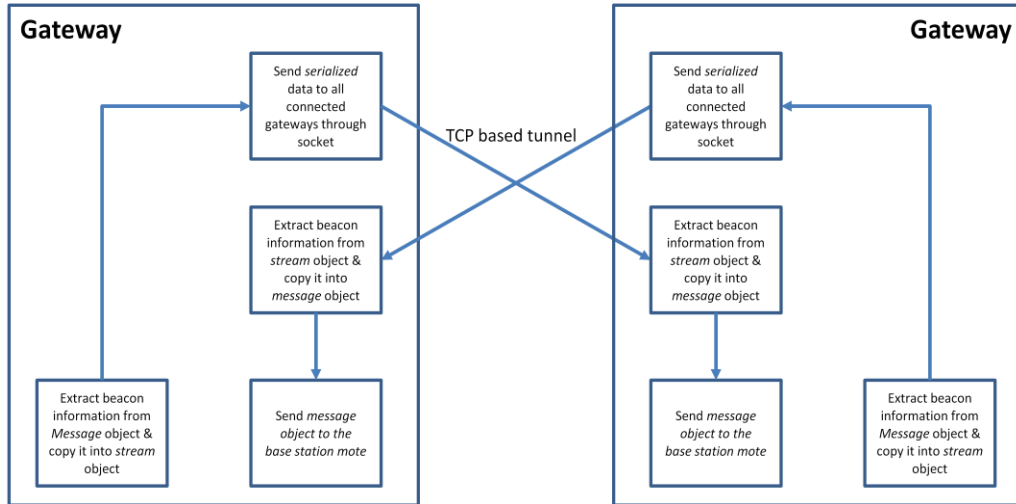 Gateway
Send serialized
data to all
connected
gateways through
socket
Extract beacon
information from
stream object &
copy it into
message object
Extract beacon
information from
Message object &
copy it into stream
object
Send message
object to the
base station mote
TCP based tunnel
Gateway
Send serialized
data to all
connected
gateways through
socket
Extract beacon
information from
stream object &
copy it into
message object
Send message
object to the
base station mote
Extract beacon
information from
Message object &
copy it into stream
object